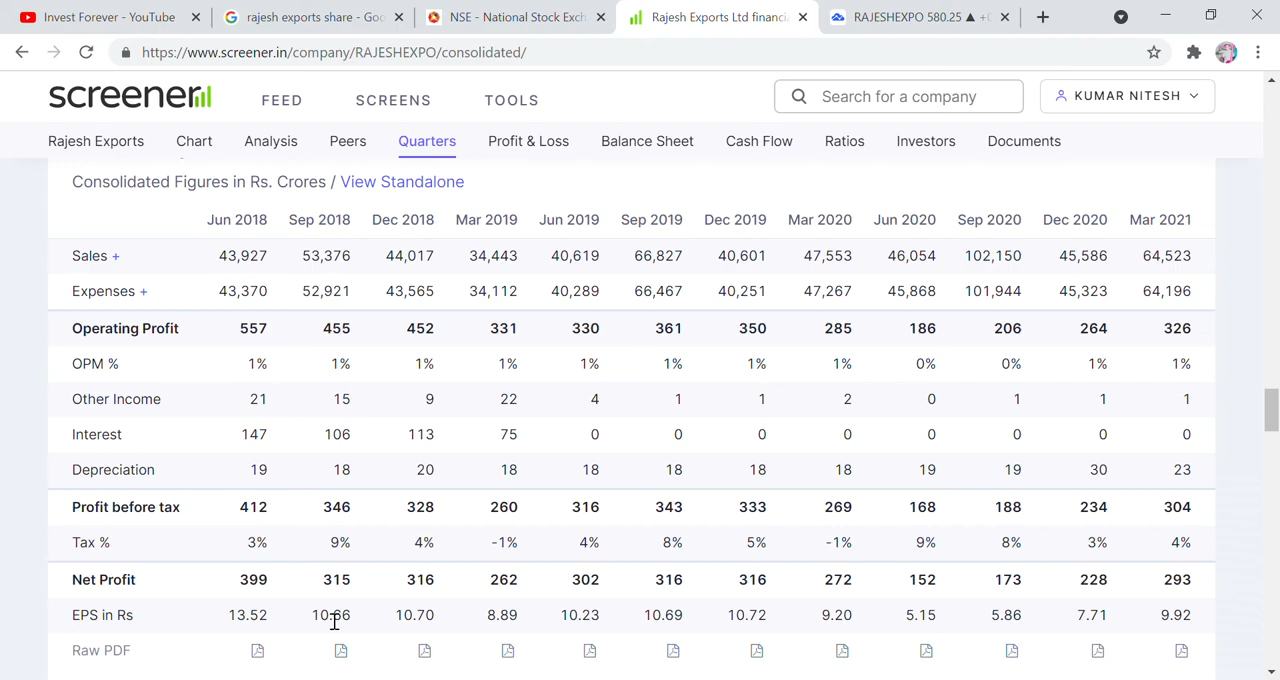 Invest Forever - YouTube
rajesh exports share - Goo
NSE - National Stock Exch
Rajesh Exports Ltd financi
RAJESHEXPO 580.25 ▲ +0
https://www.screener.in/company/RAJESHEXPO/consolidated/
screener
FEED SCREENS TOOLS
Search for a company
KUMAR NITESH
Rajesh Exports Chart Analysis Peers Quarters Profit & Loss Balance Sheet Cash Flow Ratios Investors Documents
Consolidated Figures in Rs. Crores / View Standalone
Jun 2018 Sep 2018 Dec 2018 Mar 2019 Jun 2019 Sep 2019 Dec 2019 Mar 2020 Jun 2020 Sep 2020 Dec 2020 Mar 2021
Sales + 43,927 53,376 44,017 34,443 40,619 66,827 40,601 47,553 46,054 102,150 45,586 64,523
Expenses + 43,370 52,921 43,565 34,112 40,289 66,467 40,251 47,267 45,868 101,944 45,323 64,196
Operating Profit 557 455 452 331 330 361 350 285 186 206 264 326
OPM % 1% 1% 1% 1% 1% 1% 1% 1% 0% 0% 1% 1%
Other Income 21 15 9 22 4 1 1 2 0 1 1 1
Interest 147 106 113 75 0 0 0 0 0 0 0 0
Depreciation 19 18 20 18 18 18 18 18 19 19 30 23
Profit before tax 412 346 328 260 316 343 333 269 168 188 234 304
Tax % 3% 9% 4% -1% 4% 8% 5% -1% 9% 8% 3% 4%
Net Profit 399 315 316 262 302 316 316 272 152 173 228 293
EPS in Rs 13.52 10.66 10.70 8.89 10.23 10.69 10.72 9.20 5.15 5.86 7.71 9.92
Raw PDF